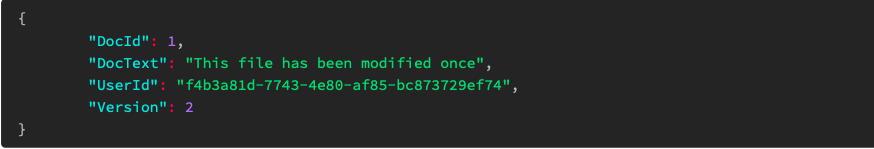 {
"DocId": 1,
"DocText": "This file has been modified once",
"UserId": "f4b3a81d-7743-4e80-af85-bc873729ef74",
"Version": 2
}